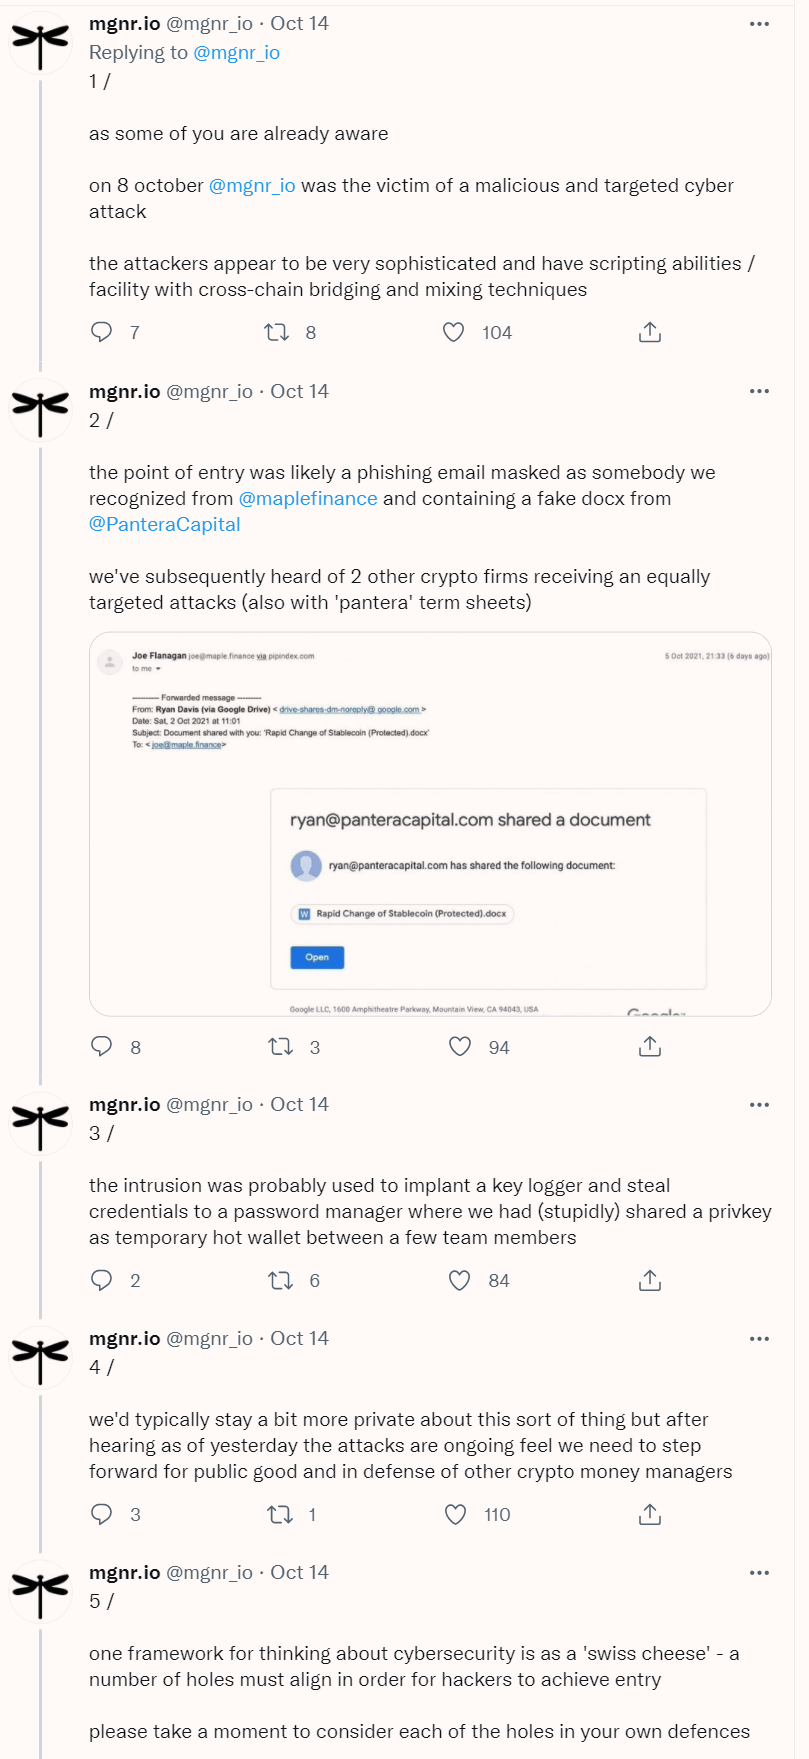 mgnr.io @mgnr_io · Oct 14
Replying to @mgnr_io
1 /
as some of you are already aware
on 8 october @mgnr_io was the victim of a malicious and targeted cyber
attack
the attackers appear to be very sophisticated and have scripting abilities /
facility with cross-chain bridging and mixing techniques
7 8 104
mgnr.io @mgnr_io · Oct 14
2 /
the point of entry was likely a phishing email masked as somebody we
recognized from @maplefinance and containing a fake docx from
@PanteraCapital
we've subsequently heard of 2 other crypto firms receiving an equally
targeted attacks (also with 'pantera' term sheets)
Joe Flanagan joe@maple.finance via pipindex.com 5 Oct 2021, 21:33 (6 days ago)
to me
---------- Forwarded message ----------
From: Ryan Davis (via Google Drive) < drive-shares-dm-noreply@ google.com >
Date: Sat, 2 Oct 2021 at 11:01
Subject: Document shared with you: 'Rapid Change of Stablecoin (Protected).docx'
To: < joe@maple.finance>
ryan@panteracapital.com shared a document
ryan@panteracapital.com has shared the following document:
W Rapid Change of Stablecoin (Protected).docx
Open
Google LLC, 1600 Amphitheatre Parkway, Mountain View, CA 94043, USA Google
8 3 94
mgnr.io @mgnr_io · Oct 14
3 /
the intrusion was probably used to implant a key logger and steal
credentials to a password manager where we had (stupidly) shared a privkey
as temporary hot wallet between a few team members
2 6 84
mgnr.io @mgnr_io · Oct 14
4 /
we'd typically stay a bit more private about this sort of thing but after
hearing as of yesterday the attacks are ongoing feel we need to step
forward for public good and in defense of other crypto money managers
3 1 110
mgnr.io @mgnr_io · Oct 14
5 /
one framework for thinking about cybersecurity is as a 'swiss cheese' - a
number of holes must align in order for hackers to achieve entry
please take a moment to consider each of the holes in your own defences